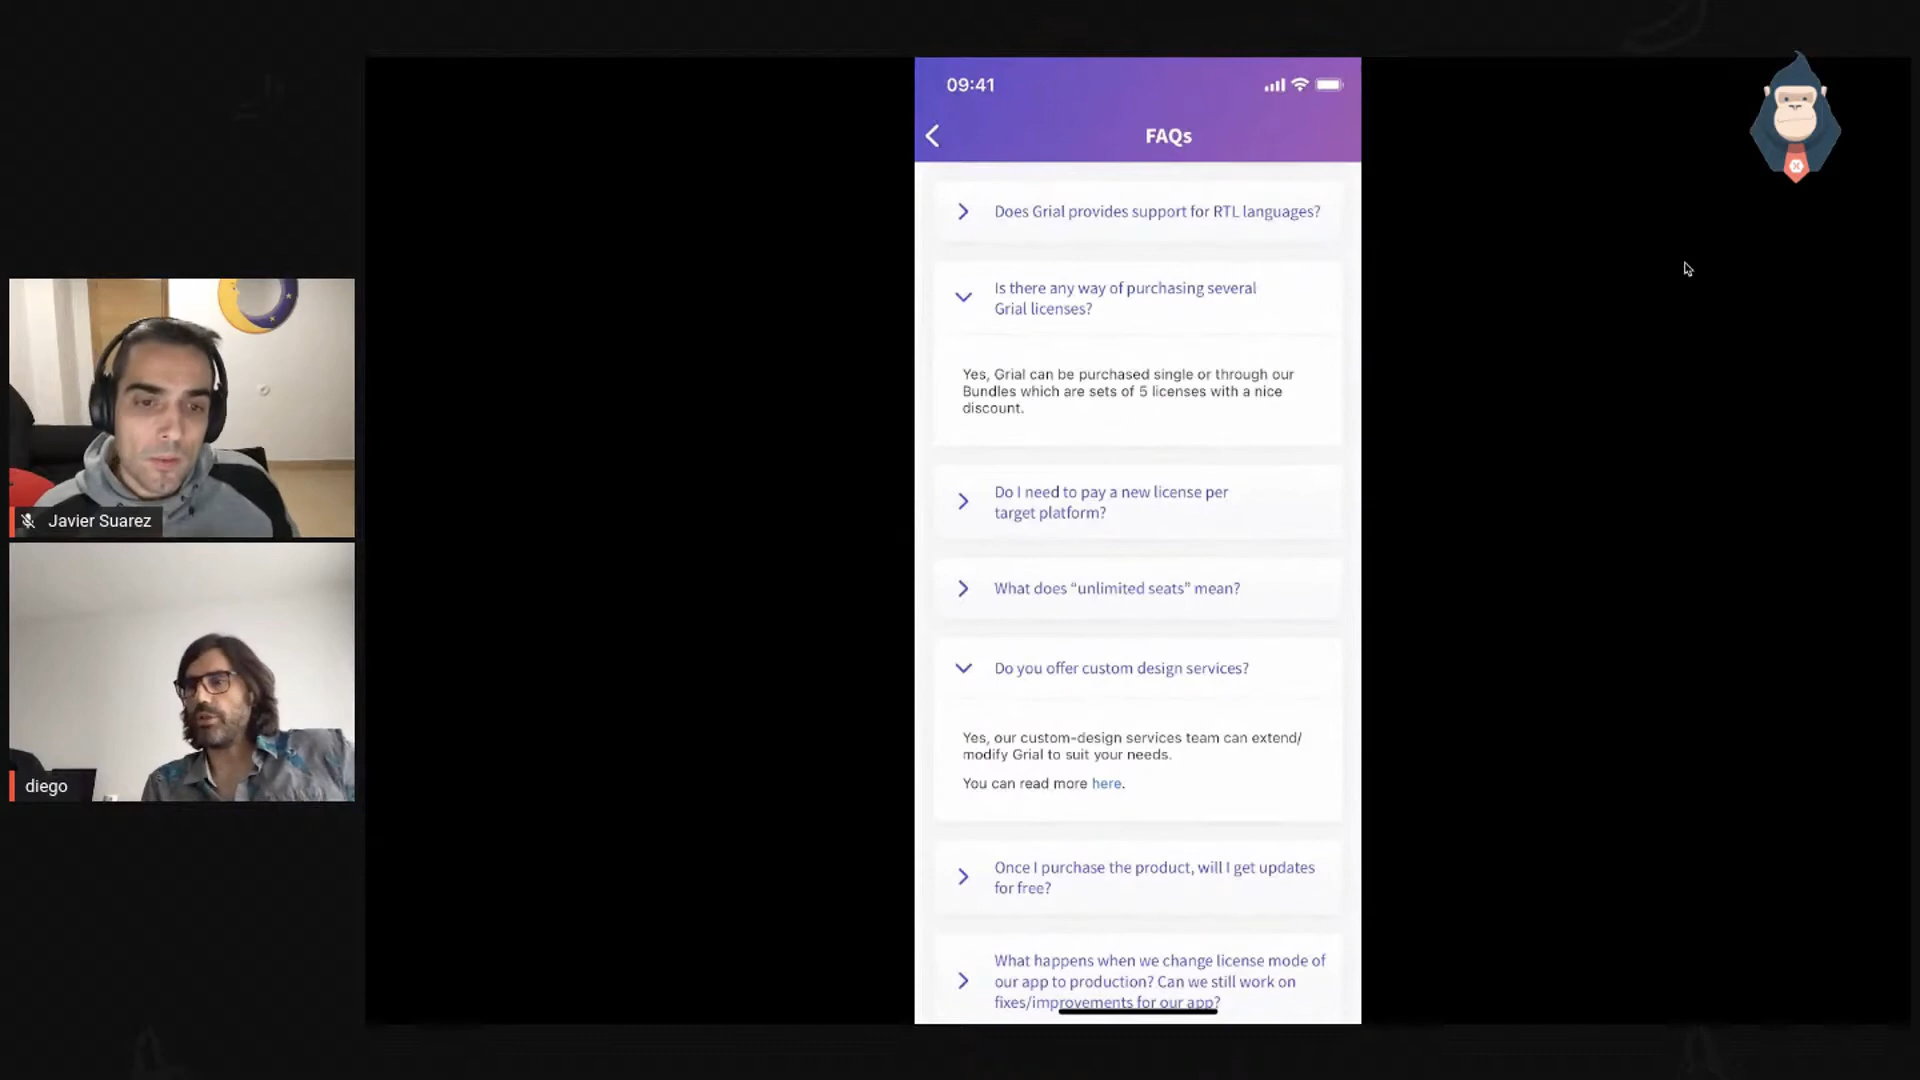 09:41
FAQs
Does Grial provides support for RTL languages?
Is there any way of purchasing several
Grial licenses?
Yes, Grial can be purchased single or through our
Bundles which are sets of 5 licenses with a nice
discount.
Do I need to pay a new license per
target platform?
What does “unlimited seats” mean?
Do you offer custom design services?
Yes, our custom-design services team can extend/
modify Grial to suit your needs.
You can read more here.
Once I purchase the product, will I get updates
for free?
What happens when we change license mode of
our app to production? Can we still work on
fixes/improvements for our app?
Javier Suarez
diego